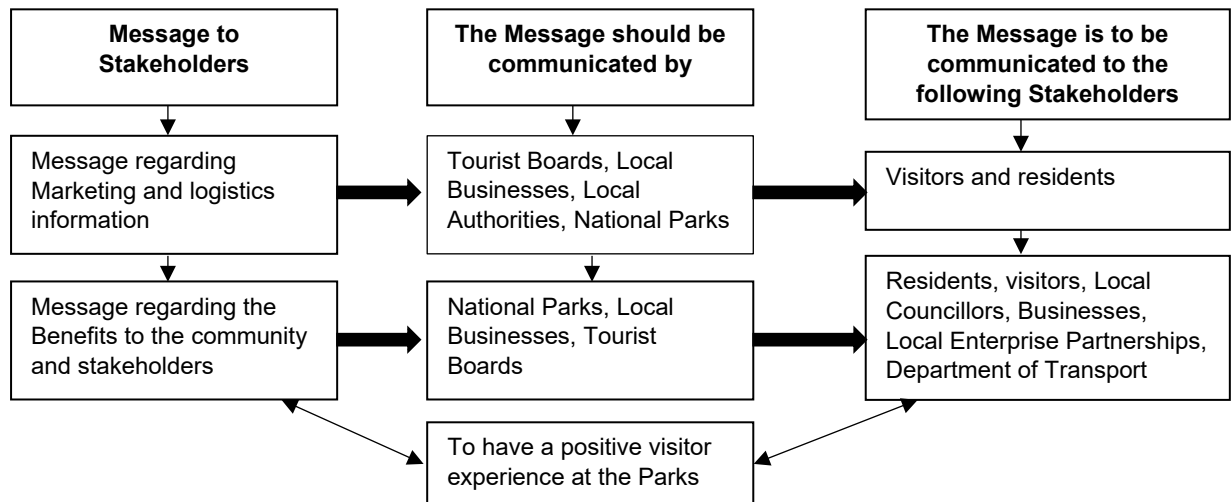 Message to
Stakeholders
The Message should be
communicated by
The Message is to be
communicated to the
following Stakeholders
Message regarding
Marketing and logistics
information
Tourist Boards, Local
Businesses, Local
Authorities, National Parks
Visitors and residents
Message regarding the
Benefits to the community
and stakeholders
National Parks, Local
Businesses, Tourist
Boards
Residents, visitors, Local
Councillors, Businesses,
Local Enterprise Partnerships,
Department of Transport
To have a positive visitor
experience at the Parks